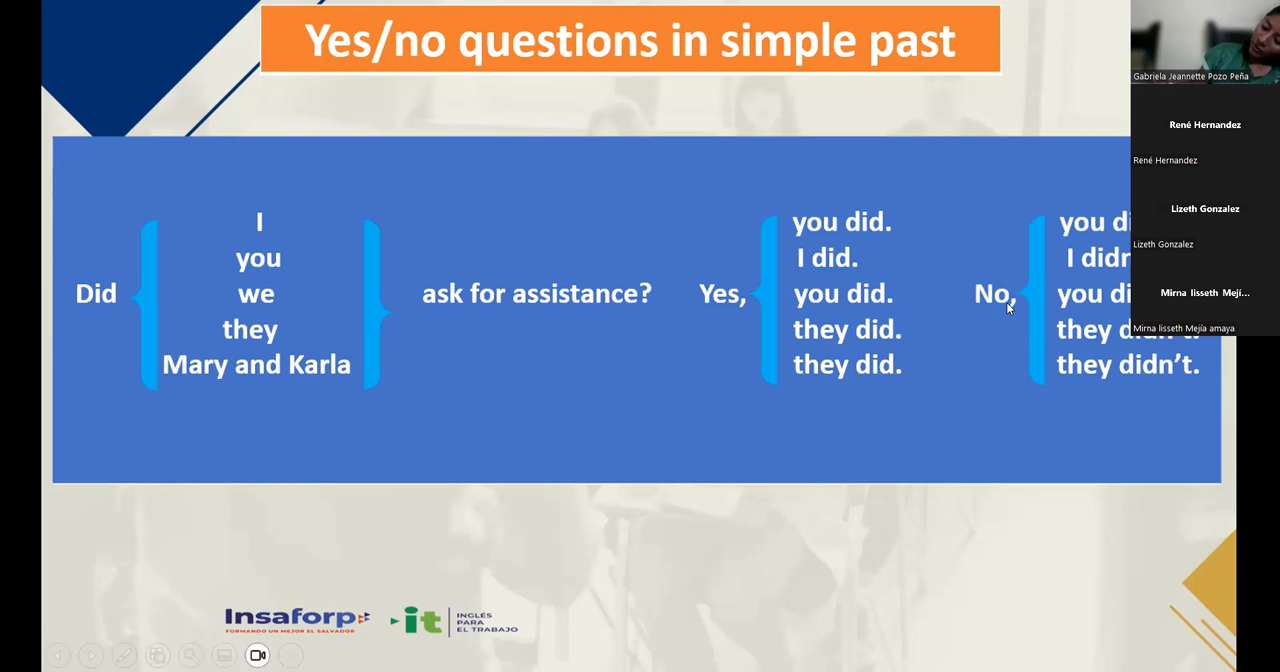 Yes/no questions in simple past
Did
I
you
we
they
Mary and Karla
ask for assistance?
Yes,
you did.
I did.
you did.
they did.
they did.
No,
you
I
you
they
they didn't.
Gabriela Jeannette Pozo Peña
René Hernandez
René Hernandez
Lizeth Gonzalez
Lizeth Gonzalez
Mirna lisseth Mejí...
Mirna lisseth Mejía amaya
Insaforp
FORMANDO UN MEJOR EL SALVADOR
it
INGLÉS
PARA
EL TRABAJO